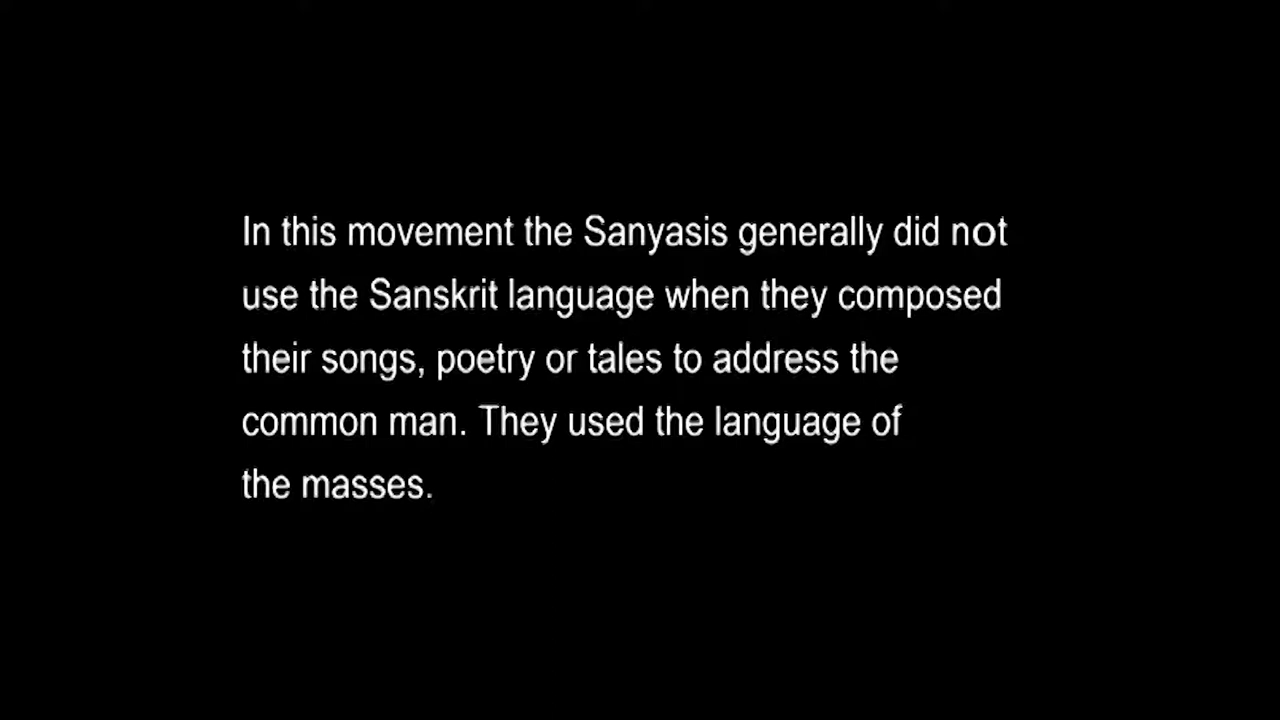 In this movement the Sanyasis generally did not
use the Sanskrit language when they composed
their songs, poetry or tales to address the
common man. They used the language of
the masses.